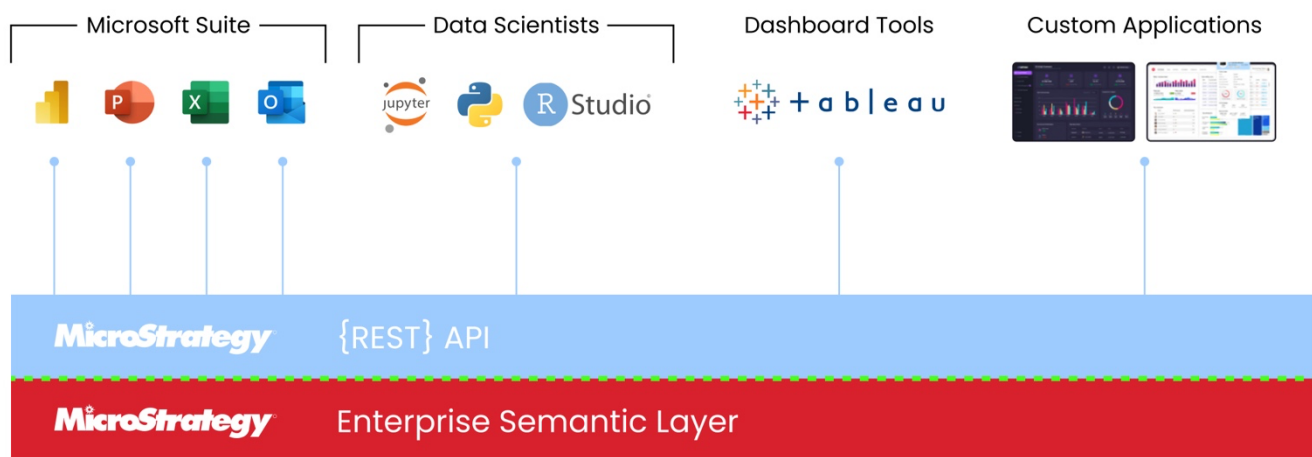 Microsoft Suite
Data Scientists
Dashboard Tools
Custom Applications
P
X
O
jupyter
R Studio
+ a b | e a u
MicroStrategy {REST} API
MicroStrategy Enterprise Semantic Layer